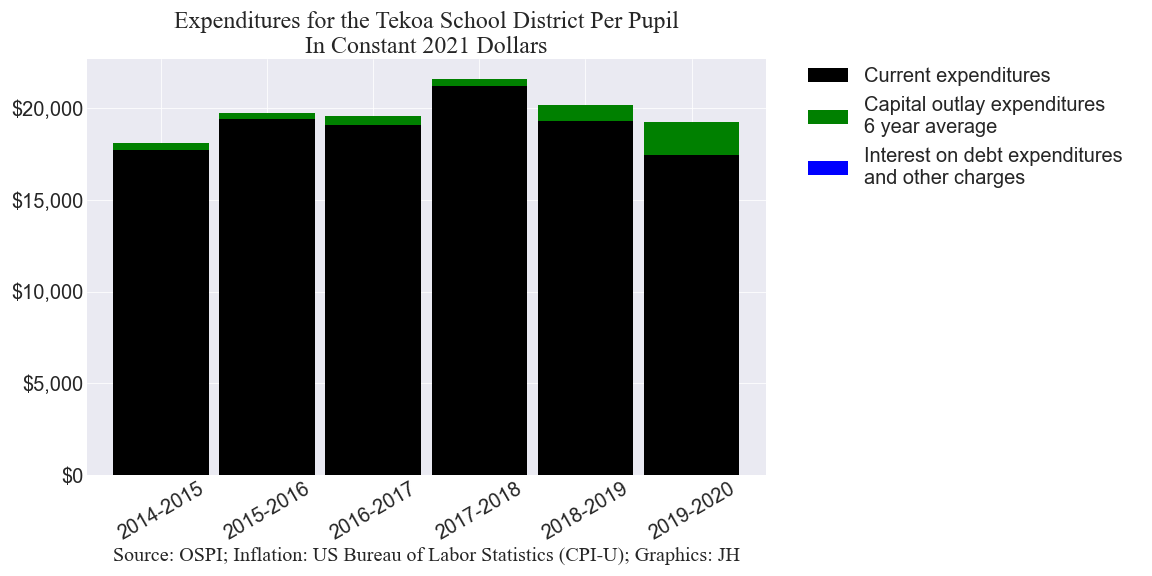 Expenditures for the Tekoa School District Per Pupil
In Constant 2021 Dollars
Current expenditures
Capital outlay expenditures
6 year average
Interest on debt expenditures
and other charges
$20,000
$15,000
$10,000
$5,000
$0
2014-2015
2015-2016
2016-2017
2017-2018
2018-2019
2019-2020
Source: OSPI; Inflation: US Bureau of Labor Statistics (CPI-U); Graphics: JH